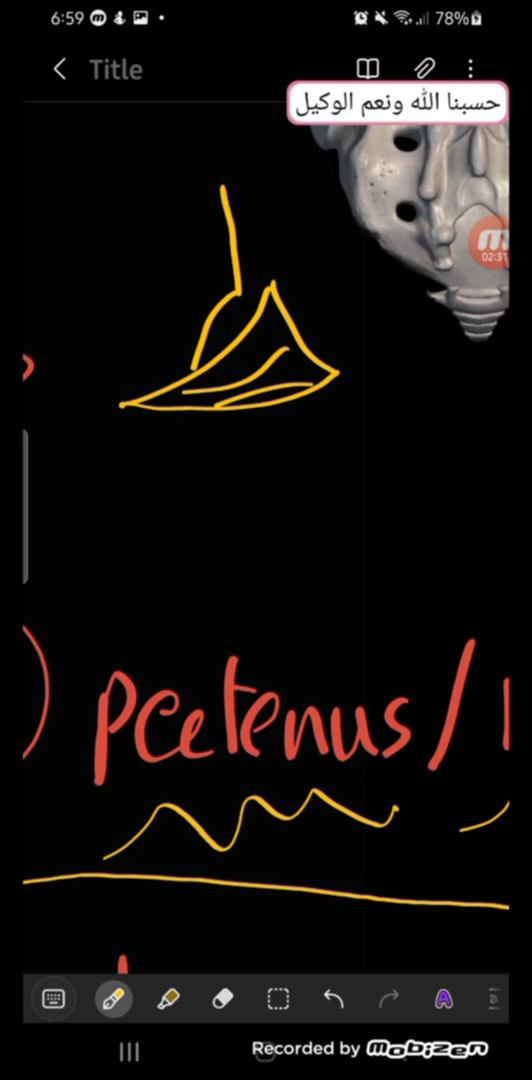 6:59
78%
Title
حسبنا الله ونعم الوكيل
02:31
Pcetenus /
A
Recorded by mobizen